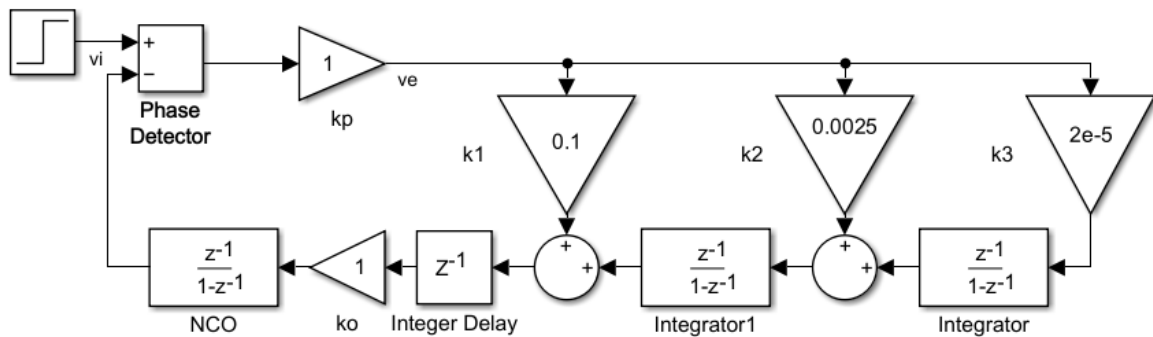 vi
+
−
Phase
Detector
1
kp
ve
0.1
k1
0.0025
k2
2e-5
k3
z-1
1-z-1
NCO
1
ko
Z-1
Integer Delay
+
+
z-1
1-z-1
Integrator1
+
+
z-1
1-z-1
Integrator